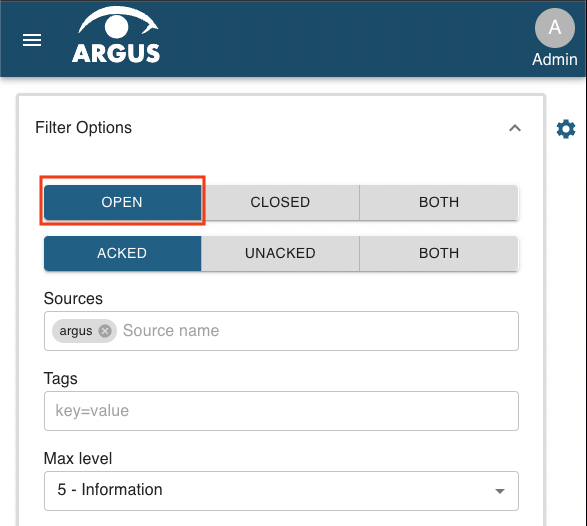 ARGUS
A
Admin
Filter Options
OPEN CLOSED BOTH
ACKED UNACKED BOTH
Sources
argus Source name
Tags
key=value
Max level
5 - Information